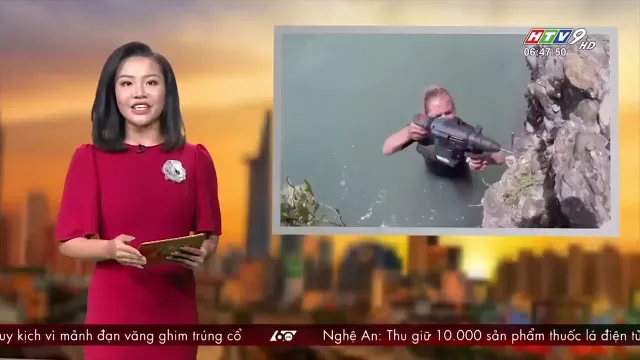 HTV9 HD
06:47:50
uy kịch vì mảnh đạn văng ghim trúng cổ
60
Nghệ An: Thu giữ 10.000 sản phẩm thuốc lá điện tử